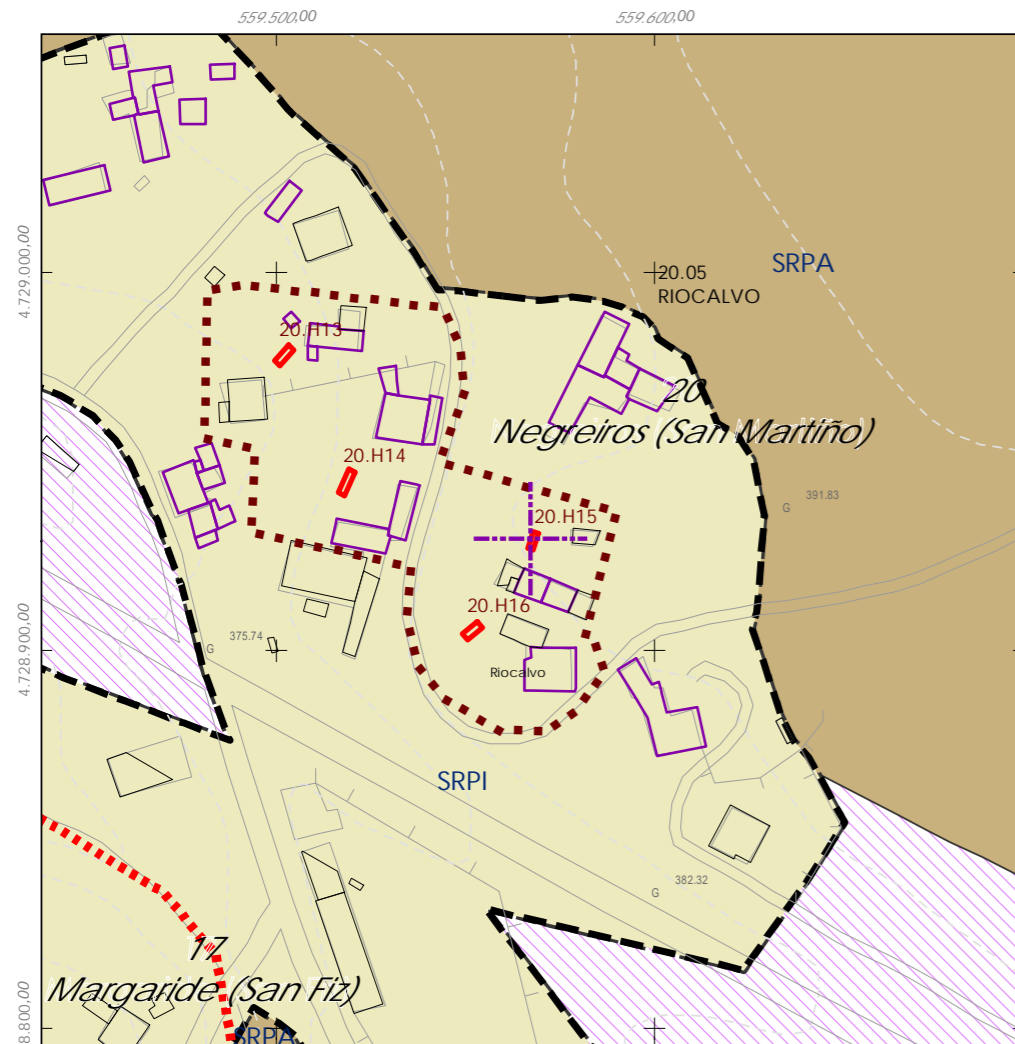 559.500,00
559.600,00
4.729.000,00
SRPA
20.05
RIOCALVO
20.H13
20
Negreiros (San Martiño)
20.H14
391.83
G
20.H15
20.H16
4.728.900,00
375.74
G
Riocalvo
SRPI
382.32
G
17
Margaride (San Fiz)
8.800,00
SRPA